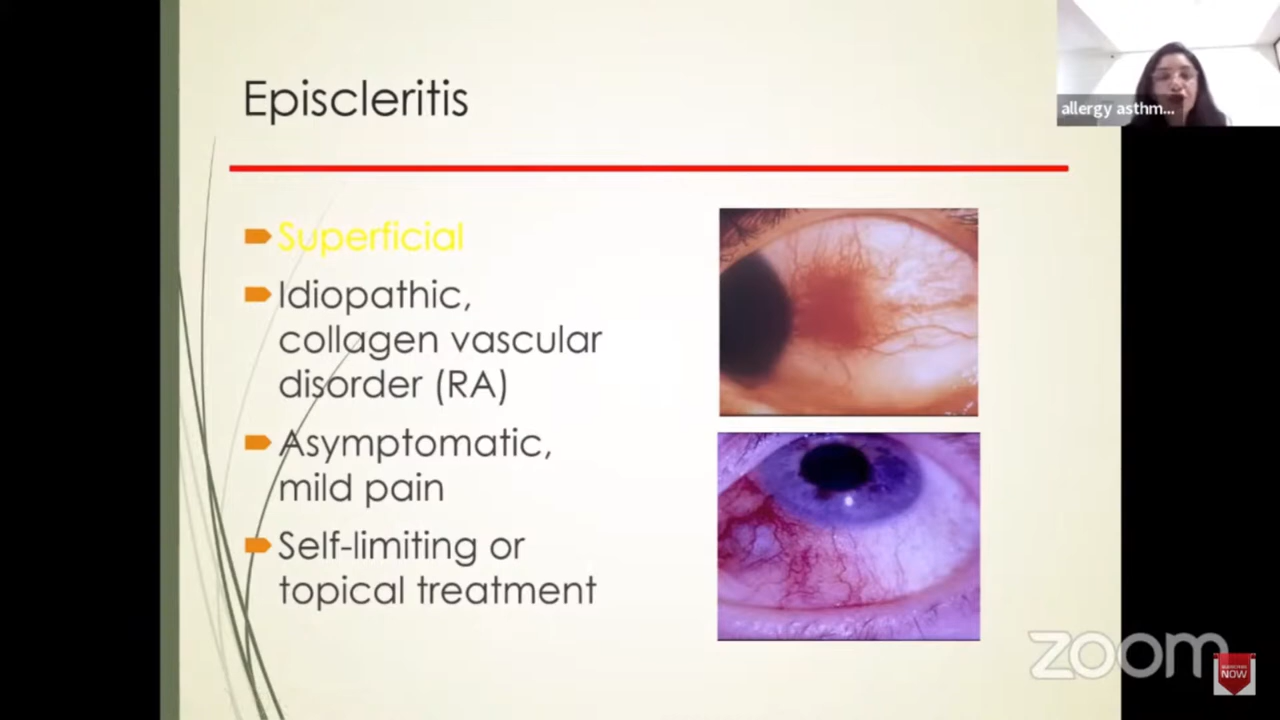 Episcleritis
allergy asthm...
Superficial
Idiopathic,
collagen vascular
disorder (RA)
Asymptomatic,
mild pain
Self-limiting or
topical treatment
zoom
NOW